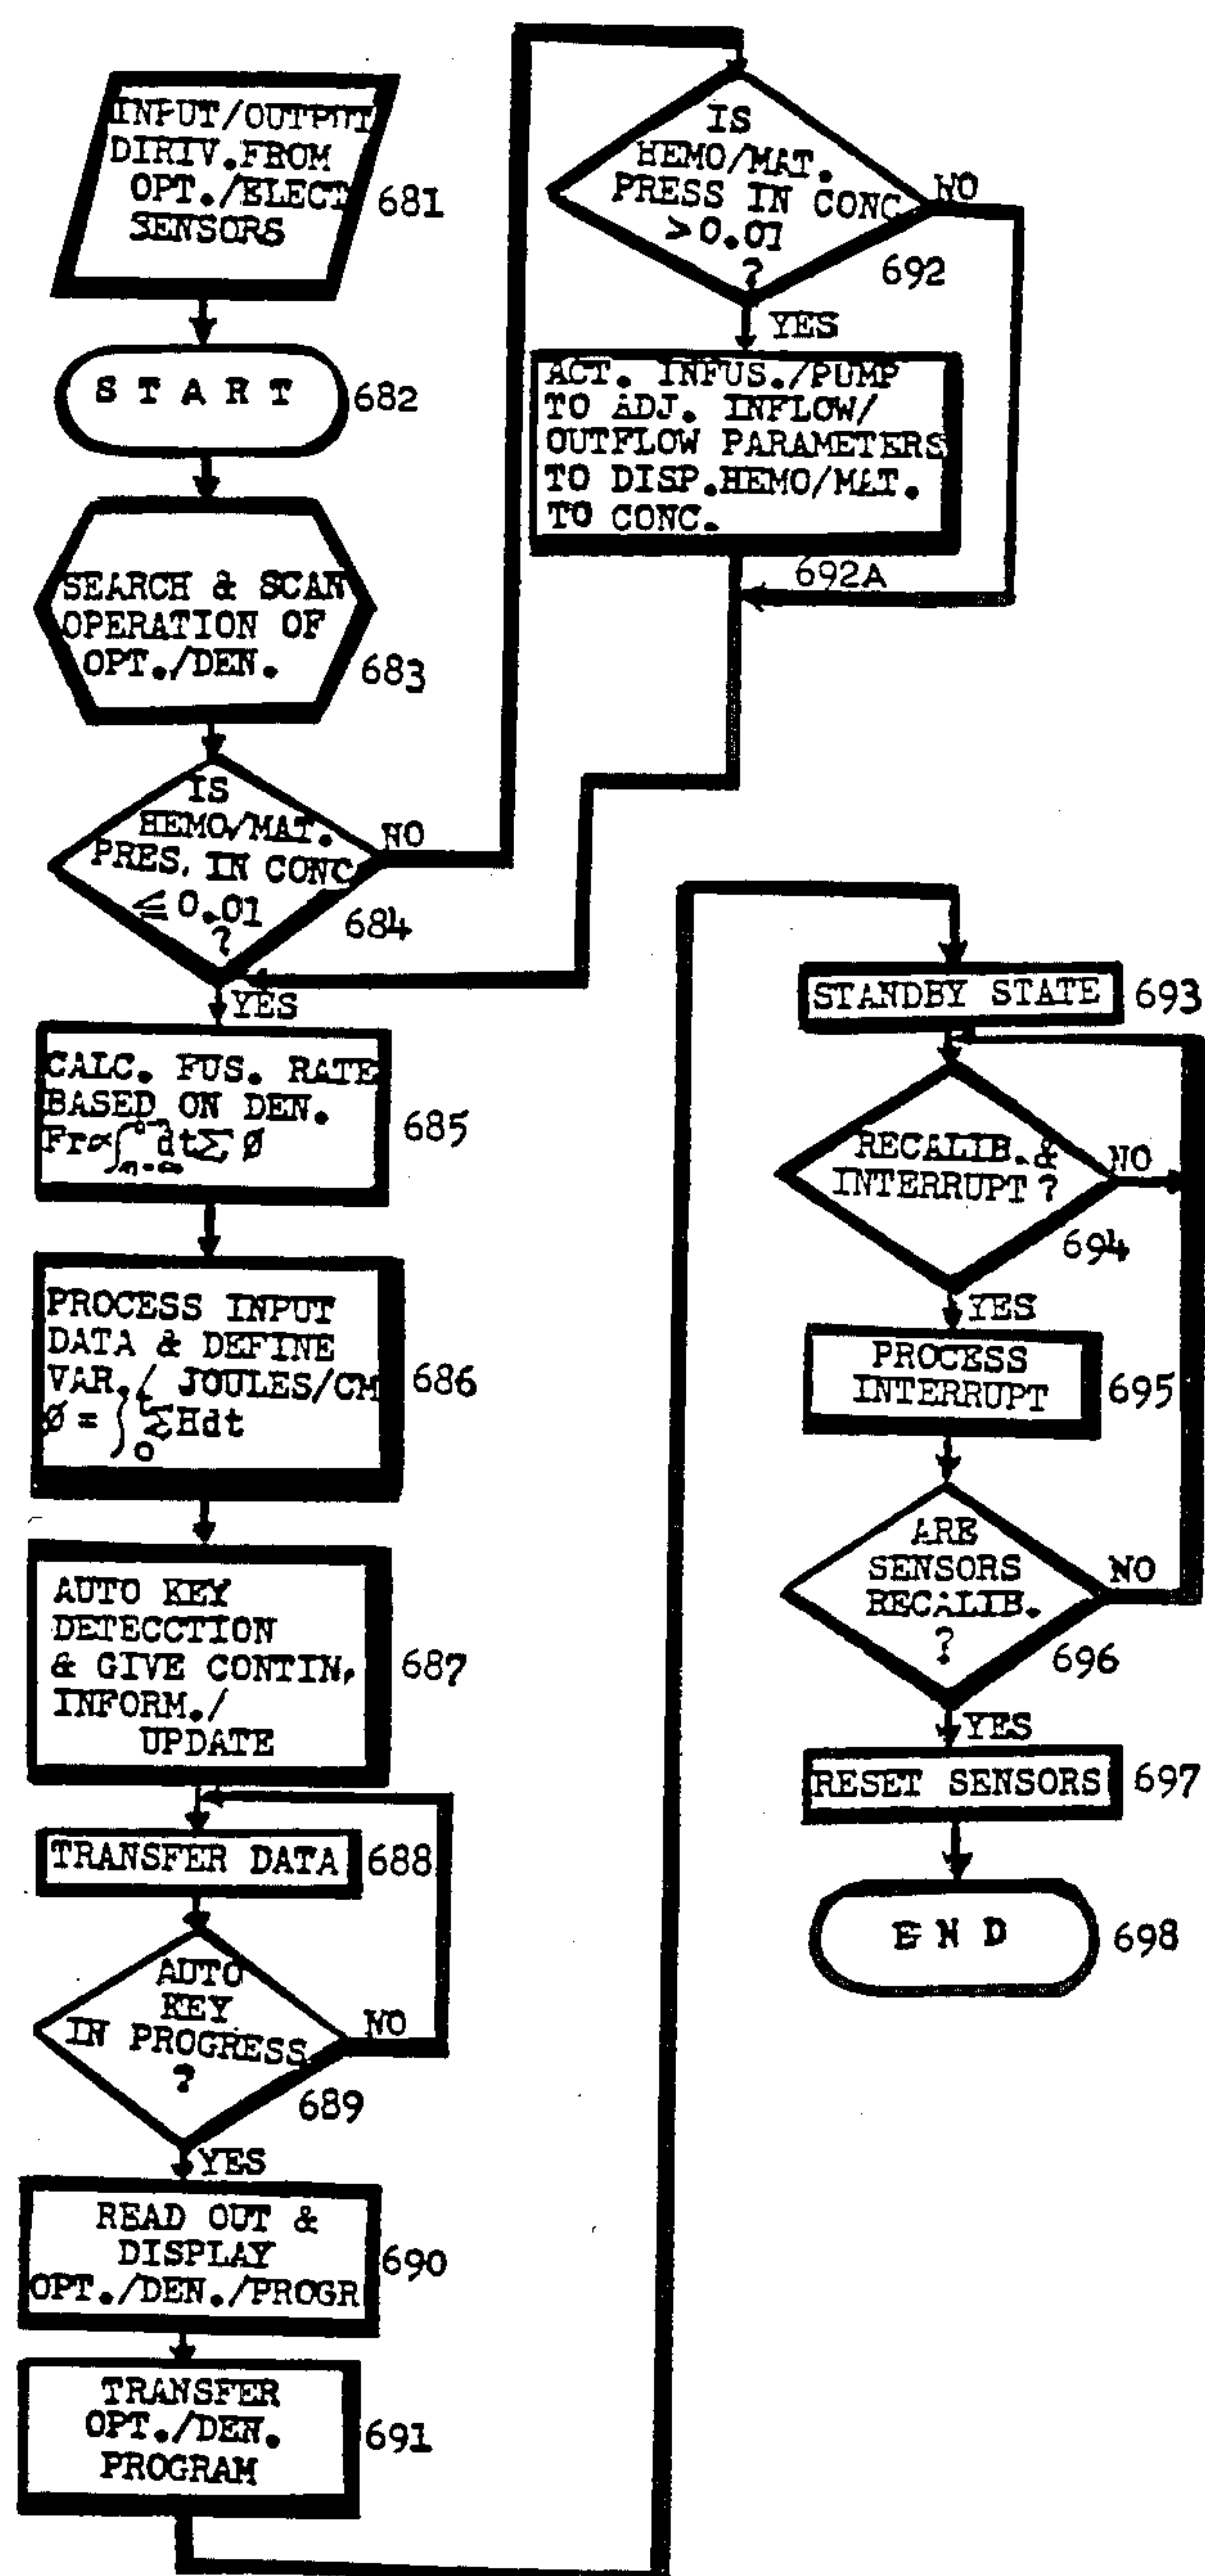 INPUT/OUTPUT
DIRIV.FROM
OPT./ELECT
SENSORS
681
S T A R T
682
SEARCH & SCAN
OPERATION OF
OPT./DEN.
683
IS
HEMO/MAT.
PRES. IN CONC
≦ 0.01
?
684
NO
YES
CALC. FUS. RATE
BASED ON DEN.
685
PROCESS INPUT
DATA & DEFINE
VAR./ JOULES/CM
Ø = ∫₀ᵗ ΣHdt
686
AUTO KEY
DETECCTION
& GIVE CONTIN,
INFORM./
UPDATE
687
TRANSFER DATA
688
AUTO
KEY
IN PROGRESS
?
689
NO
YES
READ OUT &
DISPLAY
OPT./DEN./PROGR
690
TRANSFER
OPT./DEN.
PROGRAM
691
IS
HEMO/MAT.
PRESS IN CONC
>0.01
?
692
NO
YES
ACT. INFUS./PUMP
TO ADJ. INFLOW/
OUTFLOW PARAMETERS
TO DISP.HEMO/MAT.
TO CONC.
692A
STANDBY STATE
693
RECALIB.&
INTERRUPT ?
694
NO
YES
PROCESS
INTERRUPT
695
ARE
SENSORS
RECALIB.
?
696
NO
YES
RESET SENSORS
697
E N D
698